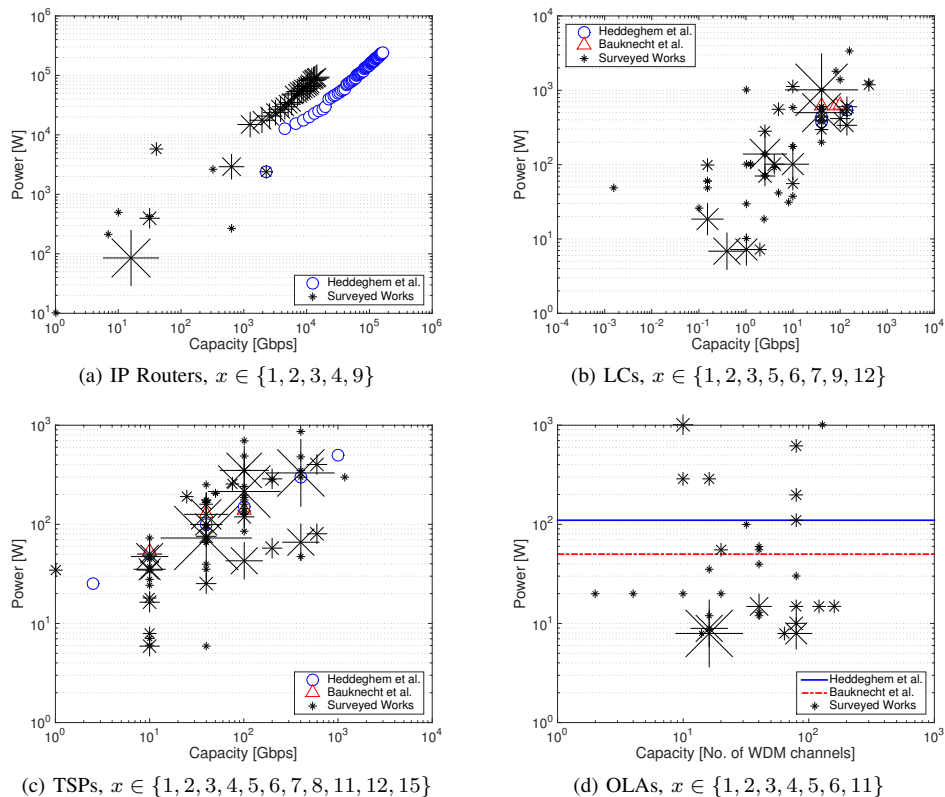 10^6
10^5
10^4
10^3
10^2
10^1
Power [W]
10^0 10^1 10^2 10^3 10^4 10^5 10^6
Capacity [Gbps]
Heddeghem et al.
Surveyed Works
(a) IP Routers, x ∈ {1, 2, 3, 4, 9}
10^4
10^3
10^2
10^1
10^0
Power [W]
10^-4 10^-3 10^-2 10^-1 10^0 10^1 10^2 10^3 10^4
Capacity [Gbps]
Heddeghem et al.
Bauknecht et al.
Surveyed Works
(b) LCs, x ∈ {1, 2, 3, 5, 6, 7, 9, 12}
10^3
10^2
10^1
10^0
Power [W]
10^0 10^1 10^2 10^3 10^4
Capacity [Gbps]
Heddeghem et al.
Bauknecht et al.
Surveyed Works
(c) TSPs, x ∈ {1, 2, 3, 4, 5, 6, 7, 8, 11, 12, 15}
10^3
10^2
10^1
10^0
Power [W]
10^0 10^1 10^2 10^3
Capacity [No. of WDM channels]
Heddeghem et al.
Bauknecht et al.
Surveyed Works
(d) OLAs, x ∈ {1, 2, 3, 4, 5, 6, 11}